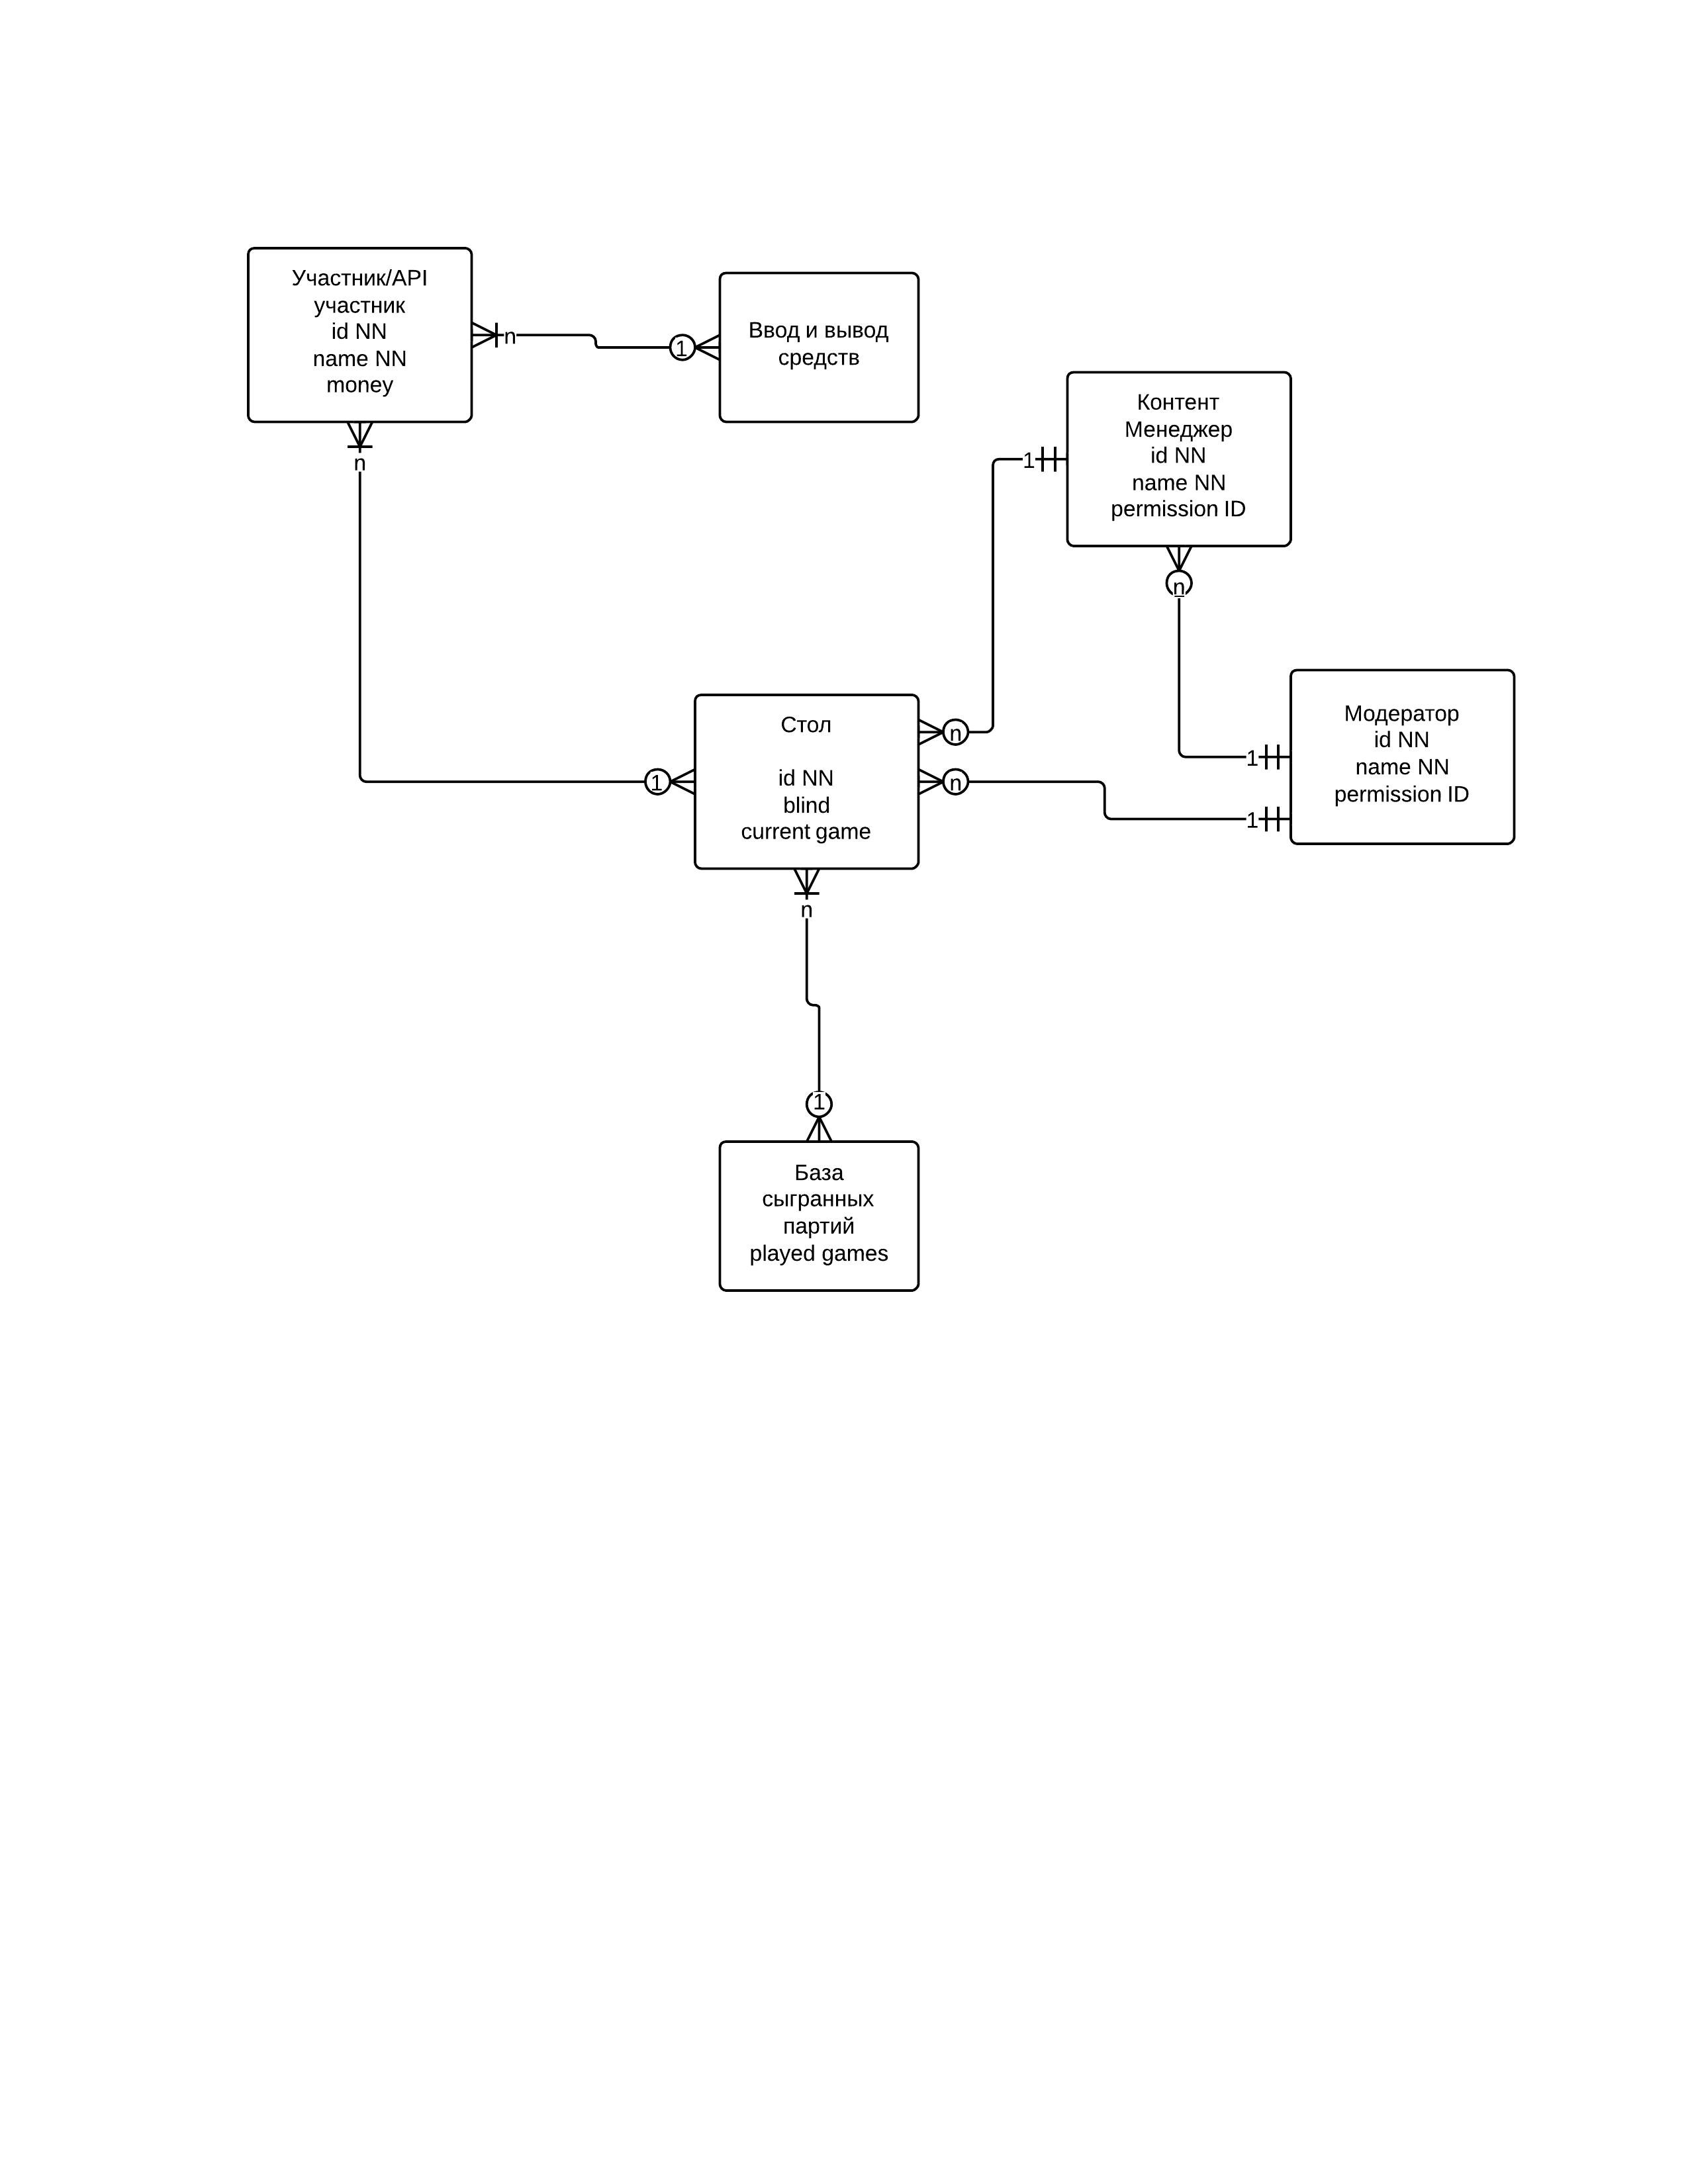 Участник/API
участник
id NN
name NN
money
n
1
Ввод и вывод
средств
n
Контент
Менеджер
id NN
name NN
permission ID
1
n
Модератор
id NN
name NN
permission ID
1
1
Стол
id NN
blind
current game
n
n
1
n
1
База
сыгранных
партий
played games